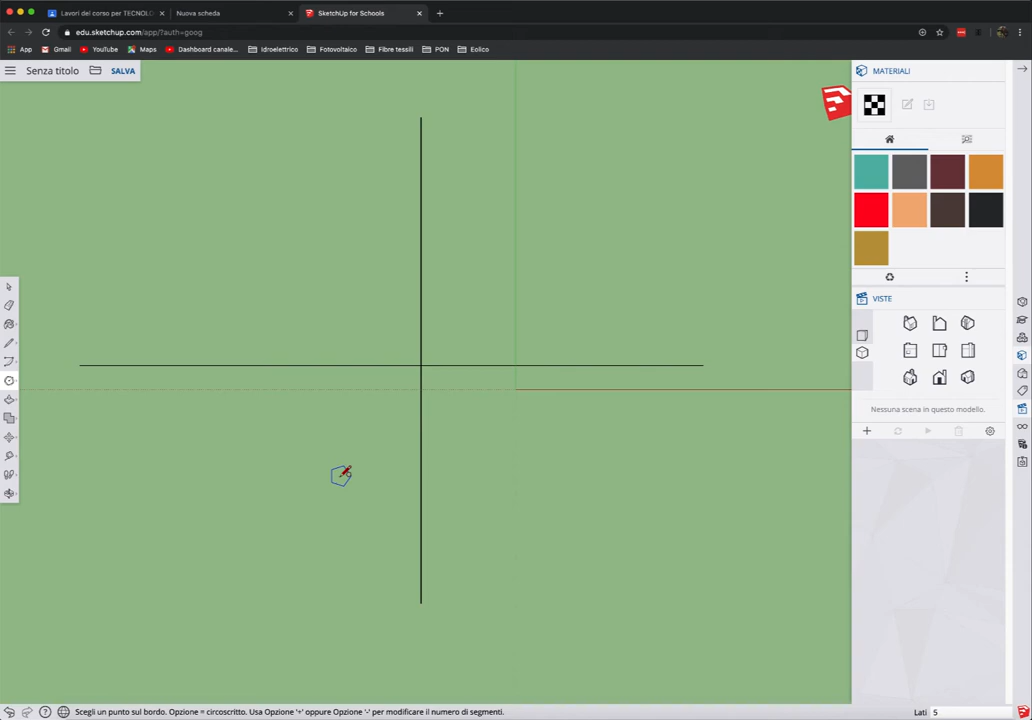 Lavori del corso per TECNOL
Nuova scheda
SketchUp for Schools
edu.sketchup.com/app/?auth=goog
App
Gmail
YouTube
Maps
Dashboard canale...
Idroelettrico
Fotovoltaico
Fibre tessili
PON
Eolico
Senza titolo
SALVA
MATERIALI
VISTE
Nessuna scena in questo modello.
Scegli un punto sul bordo. Opzione = circoscritto. Usa Opzione '+' oppure Opzione '-' per modificare il numero di segmenti.
Lati
5